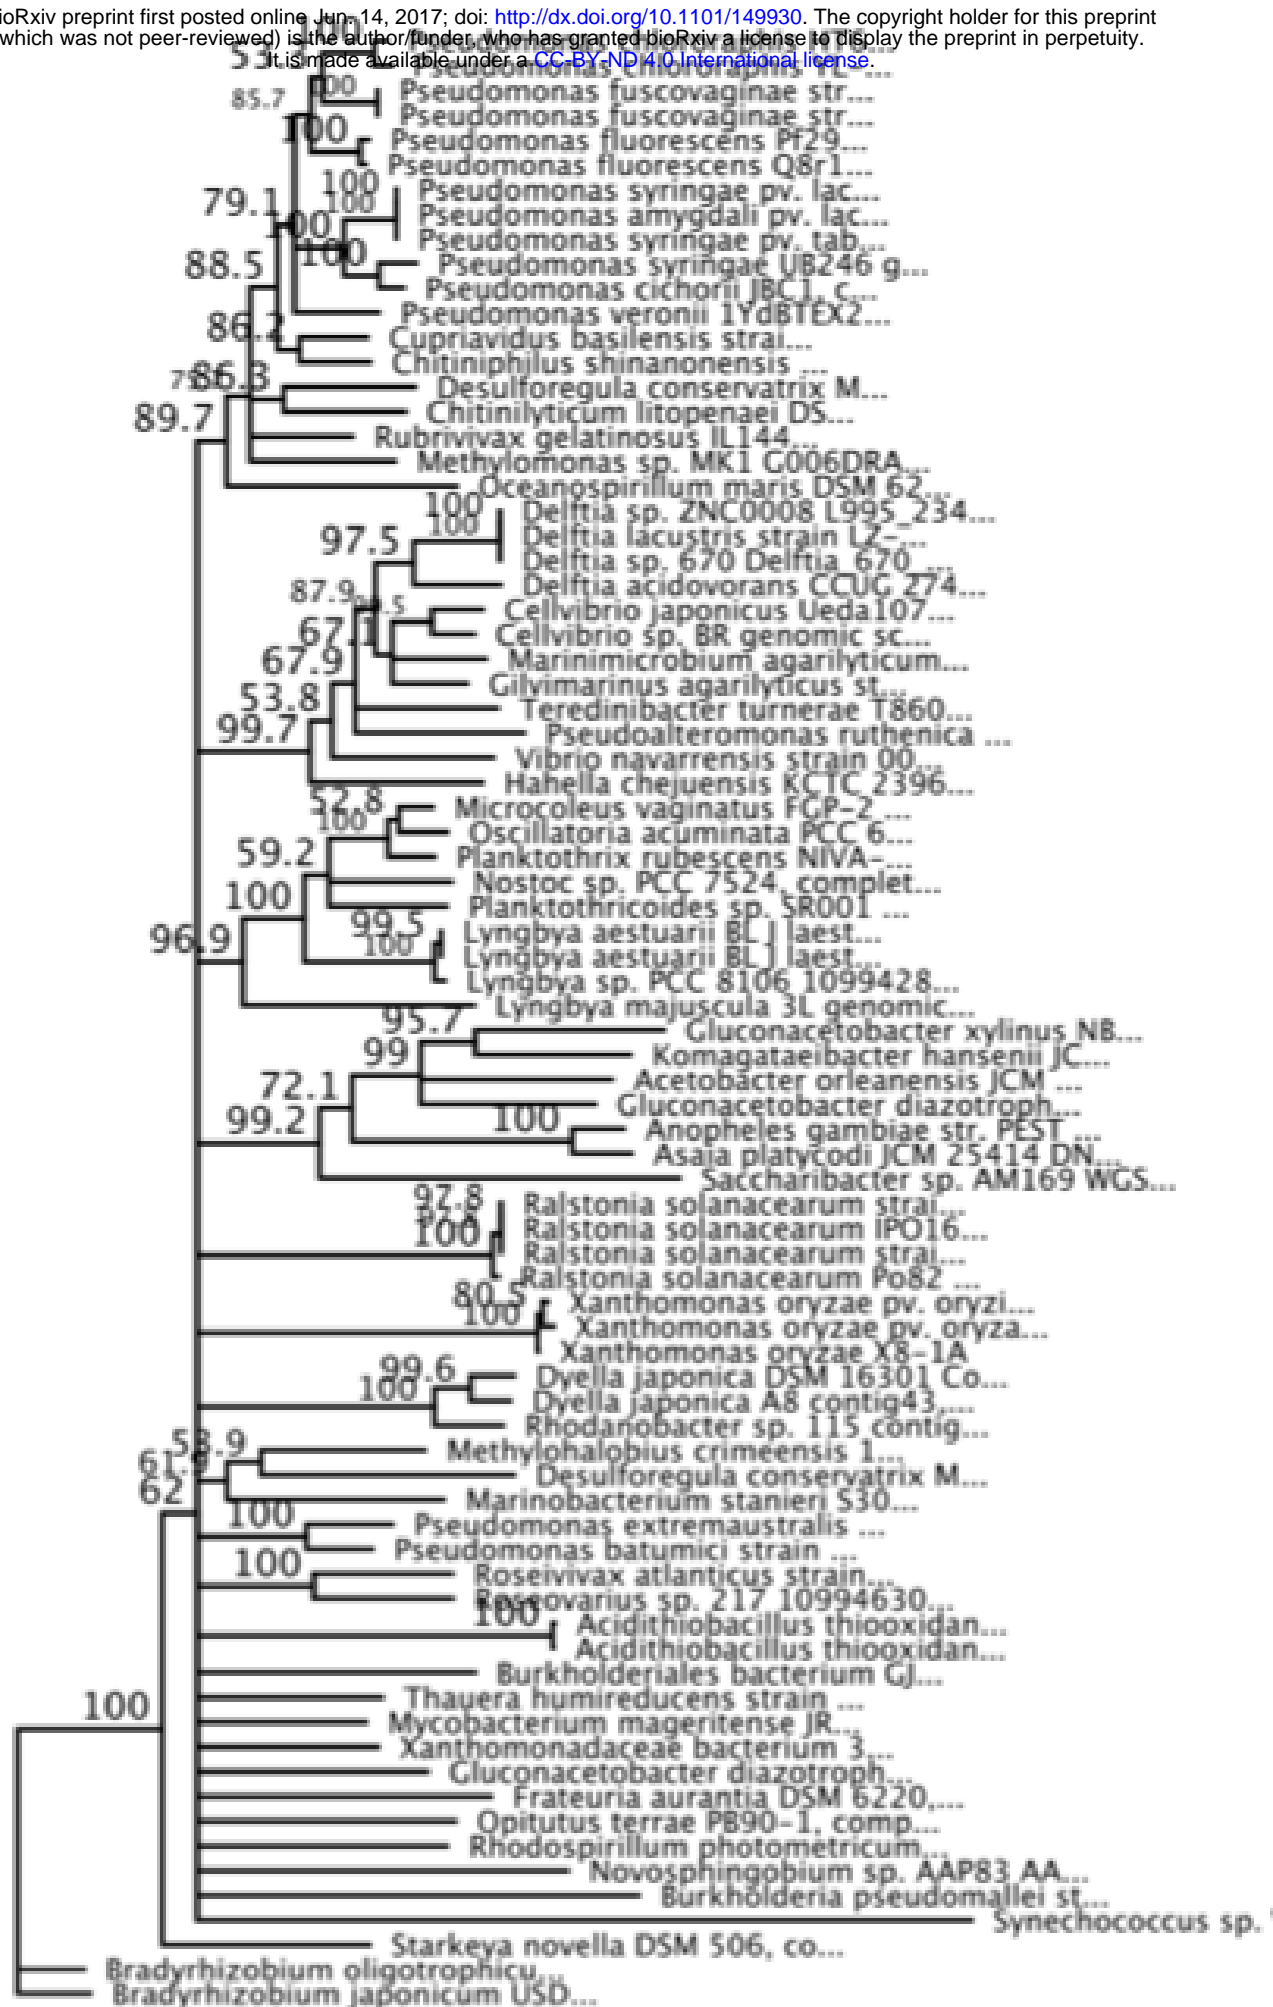 bioRxiv preprint first posted online Jun. 14, 2017; doi: http://dx.doi.org/10.1101/149930. The copyright holder for this preprint
which was not peer-reviewed) is the author/funder, who has granted bioRxiv a license to display the preprint in perpetuity.
It is made available under a CC-BY-ND 4.0 International license.
100
Pseudomonas chlororaphis YL-...
85.7
100
Pseudomonas fuscovaginae str...
Pseudomonas fuscovaginae str...
100
Pseudomonas fluorescens Pf29...
Pseudomonas fluorescens Q8r1...
100
Pseudomonas syringae pv. lac...
79.1
100
Pseudomonas amygdali pv. lac...
100
Pseudomonas syringae pv. tab...
100
88.5
Pseudomonas syringae UB246 g...
Pseudomonas cichorii JBC1, c...
Pseudomonas veronii 1YdBTEX2...
86.2
Cupriavidus basilensis strai...
Chitiniphilus shinanonensis ...
86.3
Desulforegula conservatrix M...
89.7
Chitinilyticum litopenaei DS...
Rubrivivax gelatinosus IL144...
Methylomonas sp. MK1 G006DRA...
Oceanospirillum maris DSM 62...
100
Delftia sp. ZNC0008 L995_234...
100
97.5
Delftia lacustris strain LZ-...
Delftia sp. 670 Delftia_670_...
Delftia acidovorans CCUG 274...
87.9
Cellvibrio japonicus Ueda107...
67.1
Cellvibrio sp. BR genomic sc...
67.9
Marinimicrobium agarilyticum...
Gilvimarinus agarilyticus st...
53.8
Teredinibacter turnerae T860...
99.7
Pseudoalteromonas ruthenica ...
Vibrio navarrensis strain 00...
Hahella chejuensis KCTC 2396...
52.8
Microcoleus vaginatus FGP-2 ...
100
Oscillatoria acuminata PCC 6...
59.2
Planktothrix rubescens NIVA-...
Nostoc sp. PCC 7524, complet...
100
Planktothricoides sp. SR001 ...
99.5
Lyngbya aestuarii BL J laest...
96.9
100
Lyngbya aestuarii BL J laest...
Lyngbya sp. PCC 8106 1099428...
Lyngbya majuscula 3L genomic...
95.7
Gluconacetobacter xylinus NB...
99
Komagataeibacter hansenii JC...
72.1
Acetobacter orleanensis JCM ...
Gluconacetobacter diazotroph...
99.2
100
Anopheles gambiae str. PEST ...
Asaia platycodi JCM 25414 DN...
Saccharibacter sp. AM169 WGS...
97.8
Ralstonia solanacearum strai...
100
Ralstonia solanacearum IPO16...
Ralstonia solanacearum strai...
Ralstonia solanacearum Po82 ...
80.5
Xanthomonas oryzae pv. oryzi...
100
Xanthomonas oryzae pv. oryza...
Xanthomonas oryzae X8-1A
99.6
Dyella japonica DSM 16301 Co...
100
Dyella japonica A8 contig43,...
Rhodanobacter sp. 115 contig...
Methylohalobius crimeensis 1...
Desulforegula conservatrix M...
62
Marinobacterium stanieri S30...
100
Pseudomonas extremaustralis ...
Pseudomonas batumici strain ...
100
Roseivivax atlanticus strain...
Roseovarius sp. 217 10994630...
100
Acidithiobacillus thiooxidan...
Acidithiobacillus thiooxidan...
Burkholderiales bacterium GJ...
100
Thauera humireducens strain ...
Mycobacterium mageritense JR...
Xanthomonadaceae bacterium 3...
Gluconacetobacter diazotroph...
Frateuria aurantia DSM 6220,...
Opitutus terrae PB90-1, comp...
Rhodospirillum photometricum...
Novosphingobium sp. AAP83 AA...
Burkholderia pseudomallei st...
Synechococcus sp.
Starkeya novella DSM 506, co...
Bradyrhizobium oligotrophicu...
Bradyrhizobium japonicum USD...